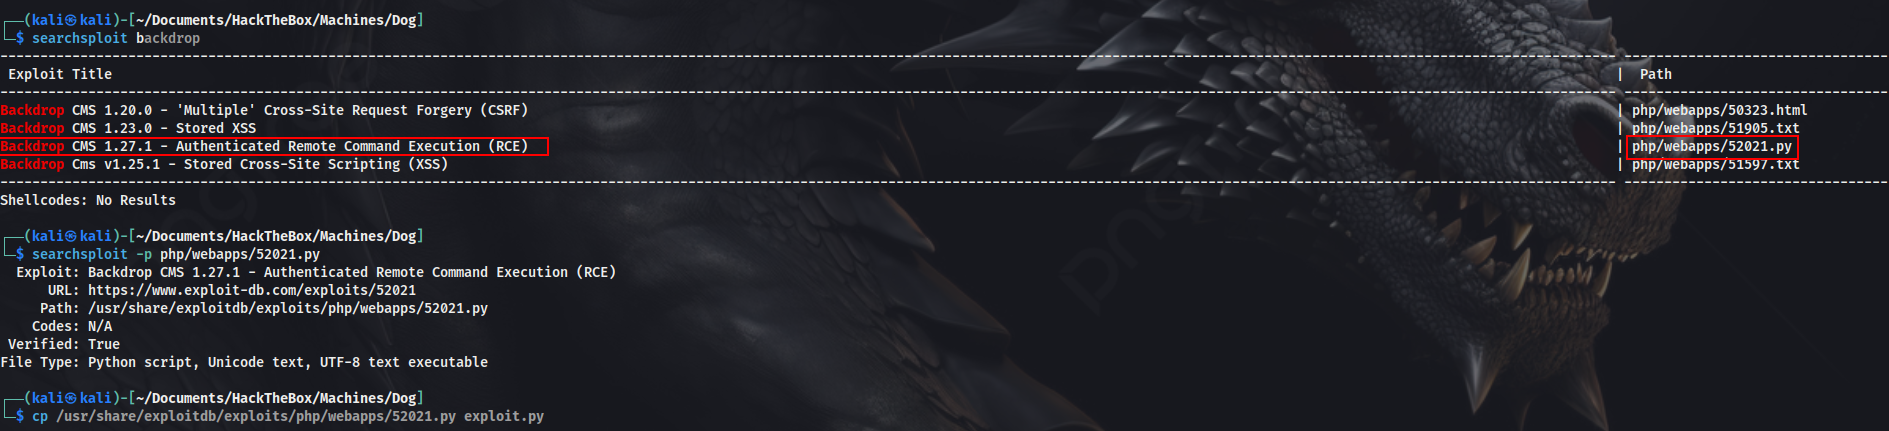 ┌──(kali㉿kali)-[~/Documents/HackTheBox/Machines/Dog]
└─$ searchsploit backdrop
Exploit Title | Path
Backdrop CMS 1.20.0 - 'Multiple' Cross-Site Request Forgery (CSRF) | php/webapps/50323.html
Backdrop CMS 1.23.0 - Stored XSS | php/webapps/51905.txt
Backdrop CMS 1.27.1 - Authenticated Remote Command Execution (RCE) | php/webapps/52021.py
Backdrop Cms v1.25.1 - Stored Cross-Site Scripting (XSS) | php/webapps/51597.txt
Shellcodes: No Results
┌──(kali㉿kali)-[~/Documents/HackTheBox/Machines/Dog]
└─$ searchsploit -p php/webapps/52021.py
Exploit: Backdrop CMS 1.27.1 - Authenticated Remote Command Execution (RCE)
URL: https://www.exploit-db.com/exploits/52021
Path: /usr/share/exploitdb/exploits/php/webapps/52021.py
Codes: N/A
Verified: True
File Type: Python script, Unicode text, UTF-8 text executable
┌──(kali㉿kali)-[~/Documents/HackTheBox/Machines/Dog]
└─$ cp /usr/share/exploitdb/exploits/php/webapps/52021.py exploit.py